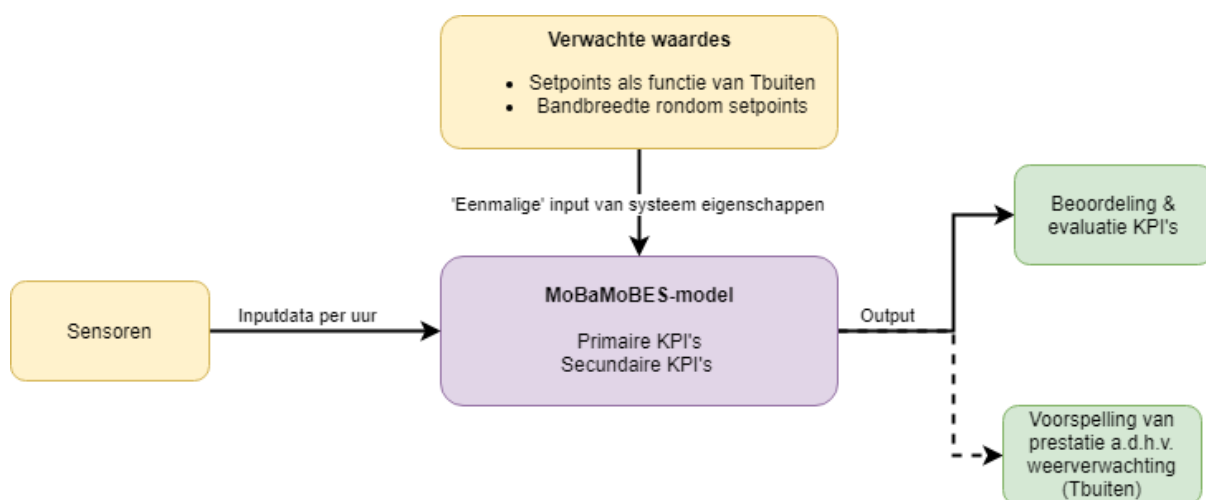 Verwachte waardes
• Setpoints als functie van Tbuiten
• Bandbreedte rondom setpoints
'Eenmalige' input van systeem eigenschappen
Beoordeling &
evaluatie KPI's
MoBaMoBES-model
Primaire KPI's
Secundaire KPI's
Sensoren
Inputdata per uur
Output
Voorspelling van
prestatie a.d.h.v.
weerverwachting
(Tbuiten)